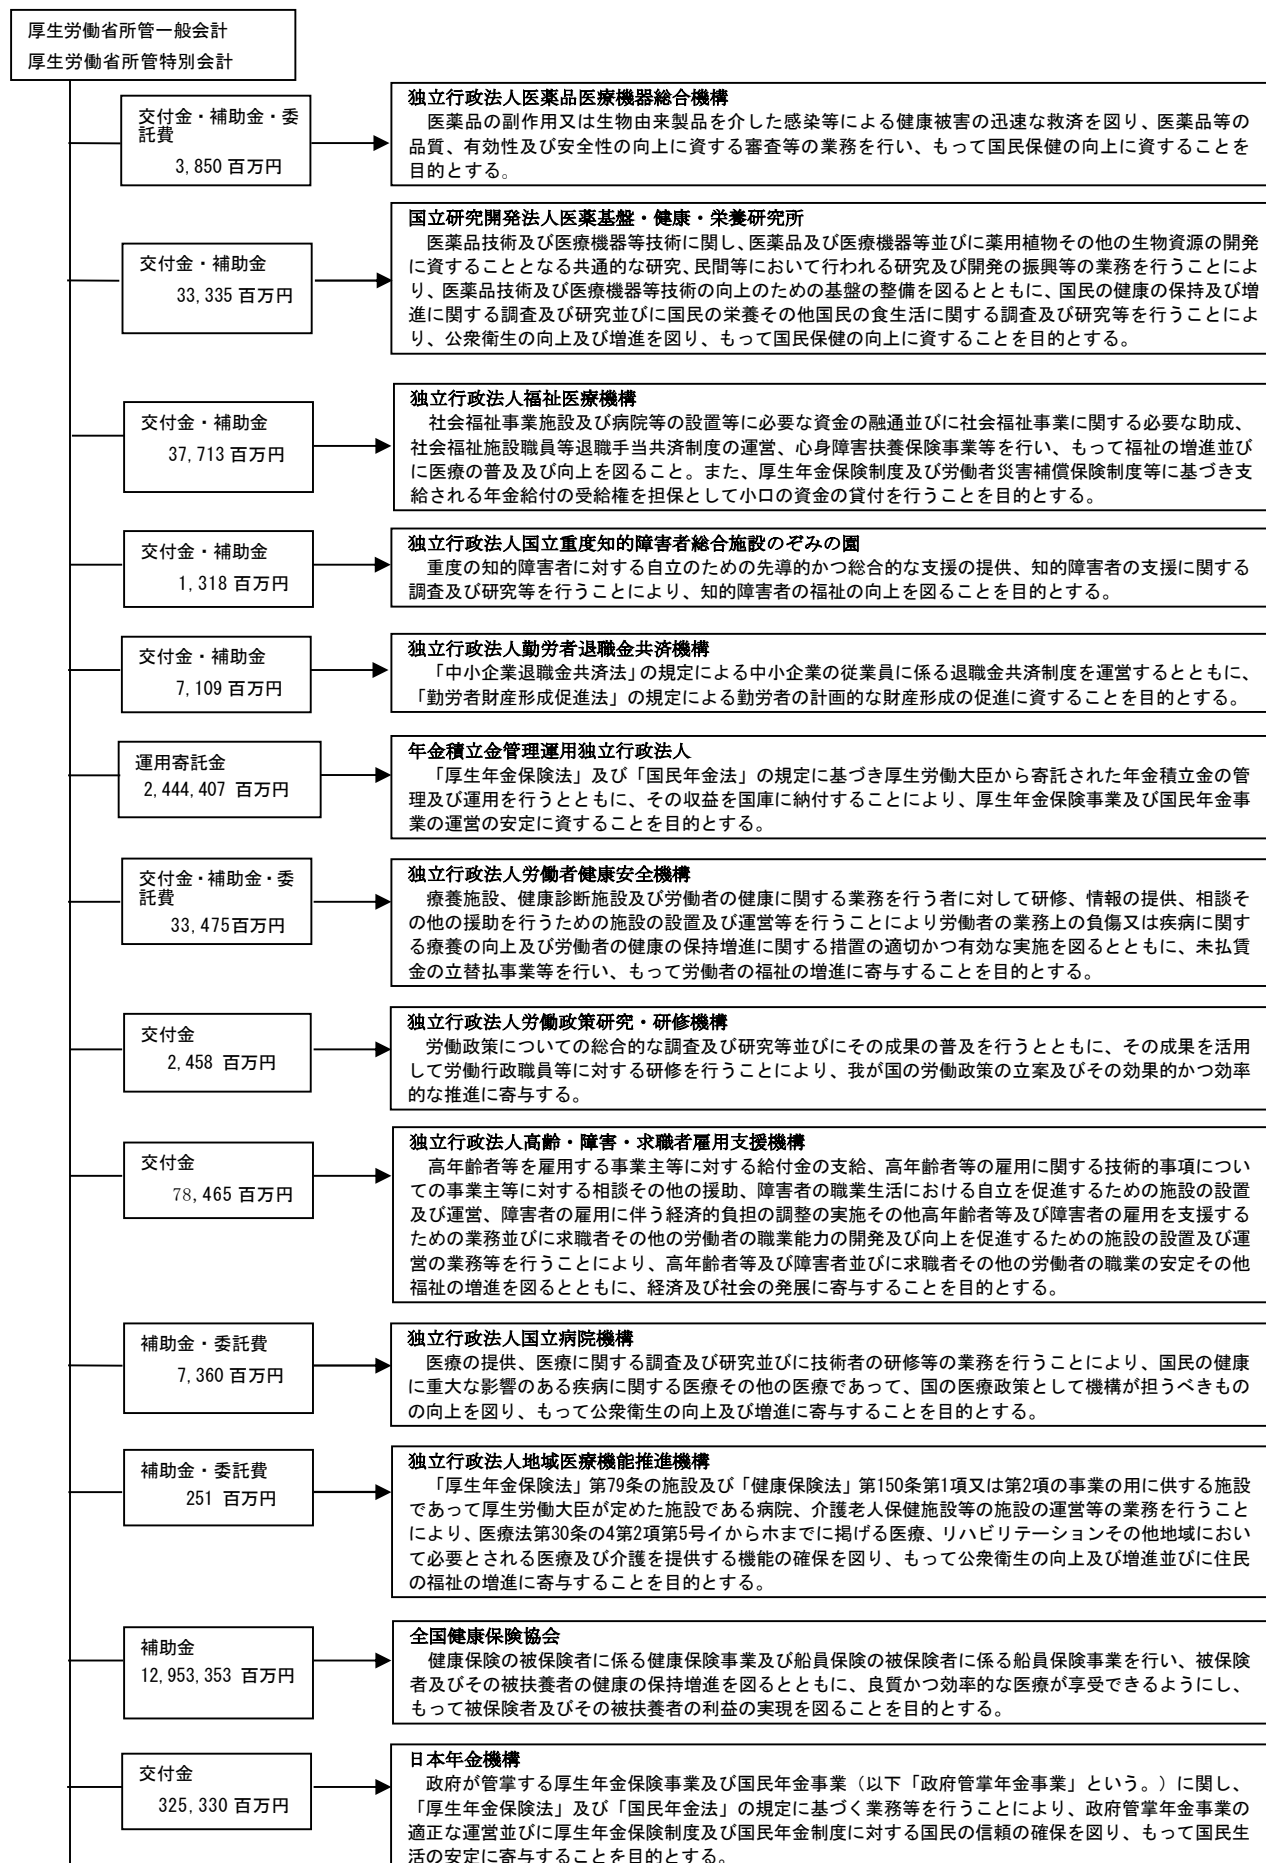 厚生労働省所管一般会計
厚生労働省所管特別会計
交付金・補助金・委
託費
3,850 百万円
独立行政法人医薬品医療機器総合機構
医薬品の副作用又は生物由来製品を介した感染等による健康被害の迅速な救済を図り、医薬品等の
品質、有効性及び安全性の向上に資する審査等の業務を行い、もって国民保健の向上に資することを
目的とする。
交付金・補助金
33,335 百万円
国立研究開発法人医薬基盤・健康・栄養研究所
医薬品技術及び医療機器等技術に関し、医薬品及び医療機器等並びに薬用植物その他の生物資源の開発
に資することとなる共通的な研究、民間等において行われる研究及び開発の振興等の業務を行うことによ
り、医薬品技術及び医療機器等技術の向上のための基盤の整備を図るとともに、国民の健康の保持及び増
進に関する調査及び研究並びに国民の栄養その他国民の食生活に関する調査及び研究等を行うことによ
り、公衆衛生の向上及び増進を図り、もって国民保健の向上に資することを目的とする。
交付金・補助金
37,713 百万円
独立行政法人福祉医療機構
社会福祉事業施設及び病院等の設置等に必要な資金の融通並びに社会福祉事業に関する必要な助成、
社会福祉施設職員等退職手当共済制度の運営、心身障害扶養保険事業等を行い、もって福祉の増進並び
に医療の普及及び向上を図ること。また、厚生年金保険制度及び労働者災害補償保険制度等に基づき支
給される年金給付の受給権を担保として小口の資金の貸付を行うことを目的とする。
交付金・補助金
1,318 百万円
独立行政法人国立重度知的障害者総合施設のぞみの園
重度の知的障害者に対する自立のための先導的かつ総合的な支援の提供、知的障害者の支援に関する
調査及び研究等を行うことにより、知的障害者の福祉の向上を図ることを目的とする。
交付金・補助金
7,109 百万円
独立行政法人勤労者退職金共済機構
「中小企業退職金共済法」の規定による中小企業の従業員に係る退職金共済制度を運営するとともに、
「勤労者財産形成促進法」の規定による勤労者の計画的な財産形成の促進に資することを目的とする。
運用寄託金
2,444,407 百万円
年金積立金管理運用独立行政法人
「厚生年金保険法」及び「国民年金法」の規定に基づき厚生労働大臣から寄託された年金積立金の管
理及び運用を行うとともに、その収益を国庫に納付することにより、厚生年金保険事業及び国民年金事
業の運営の安定に資することを目的とする。
交付金・補助金・委
託費
33,475百万円
独立行政法人労働者健康安全機構
療養施設、健康診断施設及び労働者の健康に関する業務を行う者に対して研修、情報の提供、相談そ
の他の援助を行うための施設の設置及び運営等を行うことにより労働者の業務上の負傷又は疾病に関す
る療養の向上及び労働者の健康の保持増進に関する措置の適切かつ有効な実施を図るとともに、未払賃
金の立替払事業等を行い、もって労働者の福祉の増進に寄与することを目的とする。
交付金
2,458 百万円
独立行政法人労働政策研究・研修機構
労働政策についての総合的な調査及び研究等並びにその成果の普及を行うとともに、その成果を活用
して労働行政職員等に対する研修を行うことにより、我が国の労働政策の立案及びその効果的かつ効率
的な推進に寄与する。
交付金
78,465 百万円
独立行政法人高齢・障害・求職者雇用支援機構
高年齢者等を雇用する事業主等に対する給付金の支給、高年齢者等の雇用に関する技術的事項につい
ての事業主等に対する相談その他の援助、障害者の職業生活における自立を促進するための施設の設置
及び運営、障害者の雇用に伴う経済的負担の調整の実施その他高年齢者等及び障害者の雇用を支援する
ための業務並びに求職者その他の労働者の職業能力の開発及び向上を促進するための施設の設置及び運
営の業務等を行うことにより、高年齢者等及び障害者並びに求職者その他の労働者の職業の安定その他
福祉の増進を図るとともに、経済及び社会の発展に寄与することを目的とする。
補助金・委託費
7,360 百万円
独立行政法人国立病院機構
医療の提供、医療に関する調査及び研究並びに技術者の研修等の業務を行うことにより、国民の健康
に重大な影響のある疾病に関する医療その他の医療であって、国の医療政策として機構が担うべきもの
の向上を図り、もって公衆衛生の向上及び増進に寄与することを目的とする。
補助金・委託費
251 百万円
独立行政法人地域医療機能推進機構
「厚生年金保険法」第79条の施設及び「健康保険法」第150条第1項又は第2項の事業の用に供する施設
であって厚生労働大臣が定めた施設である病院、介護老人保健施設等の施設の運営等の業務を行うこと
により、医療法第30条の4第2項第5号イからホまでに掲げる医療、リハビリテーションその他地域におい
て必要とされる医療及び介護を提供する機能の確保を図り、もって公衆衛生の向上及び増進並びに住民
の福祉の増進に寄与することを目的とする。
補助金
12,953,353 百万円
全国健康保険協会
健康保険の被保険者に係る健康保険事業及び船員保険の被保険者に係る船員保険事業を行い、被保険
者及びその被扶養者の健康の保持増進を図るとともに、良質かつ効率的な医療が享受できるようにし、
もって被保険者及びその被扶養者の利益の実現を図ることを目的とする。
交付金
325,330 百万円
日本年金機構
政府が管掌する厚生年金保険事業及び国民年金事業（以下「政府管掌年金事業」という。）に関し、
「厚生年金保険法」及び「国民年金法」の規定に基づく業務等を行うことにより、政府管掌年金事業の
適正な運営並びに厚生年金保険制度及び国民年金制度に対する国民の信頼の確保を図り、もって国民生
活の安定に寄与することを目的とする。